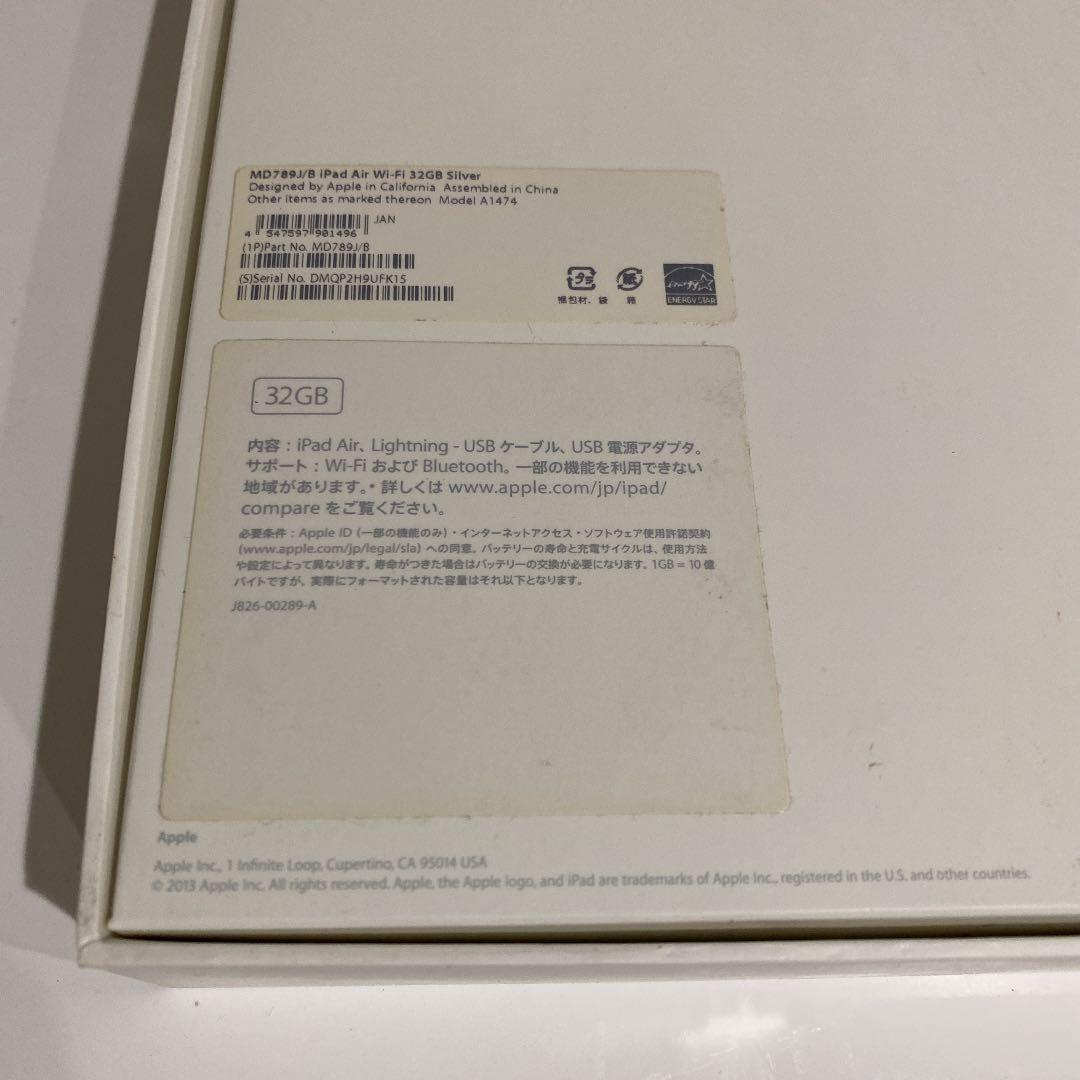 MD789J/B iPad Air Wi-Fi 32GB Silver
Designed by Apple in California Assembled in China
Other items as marked thereon Model A1474
JAN
4 547597 901496
(1P)Part No. MD789J/B
(S)Serial No. DMQP2H9UFK15
プラ
梱包材、袋 箱
energy
ENERGY STAR
32GB
内容：iPad Air、Lightning - USB ケーブル、USB 電源アダプタ。
サポート：Wi-Fi および Bluetooth。一部の機能を利用できない
地域があります。• 詳しくは www.apple.com/jp/ipad/
compare をご覧ください。
必要条件：Apple ID（一部の機能のみ）・インターネットアクセス・ソフトウェア使用許諾契約
(www.apple.com/jp/legal/sla) への同意。バッテリーの寿命と充電サイクルは、使用方法
や設定によって異なります。寿命がつきた場合はバッテリーの交換が必要になります。1GB = 10 億
バイトですが、実際にフォーマットされた容量はそれ以下となります。
J826-00289-A
Apple
Apple Inc., 1 Infinite Loop, Cupertino, CA 95014 USA
© 2013 Apple Inc. All rights reserved. Apple, the Apple logo, and iPad are trademarks of Apple Inc., registered in the U.S. and other countries.